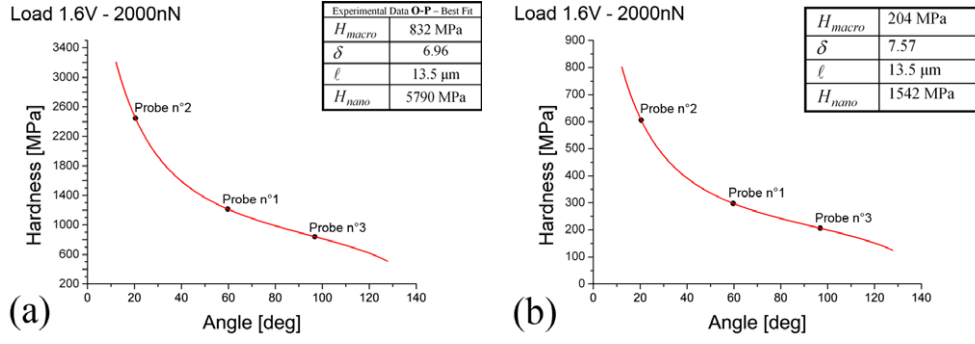 Load 1.6V - 2000nN
Experimental Data O-P – Best Fit
H_macro 832 MPa
δ 6.96
ℓ 13.5 μm
H_nano 5790 MPa
3400
3000
2600
2200
1800
1400
1000
600
200
Hardness [MPa]
Probe n°2
Probe n°1
Probe n°3
0 20 40 60 80 100 120 140
Angle [deg]
(a)
Load 1.6V - 2000nN
H_macro 204 MPa
δ 7.57
ℓ 13.5 μm
H_nano 1542 MPa
900
800
700
600
500
400
300
200
100
0
Hardness [MPa]
Probe n°2
Probe n°1
Probe n°3
0 20 40 60 80 100 120 140
Angle [deg]
(b)